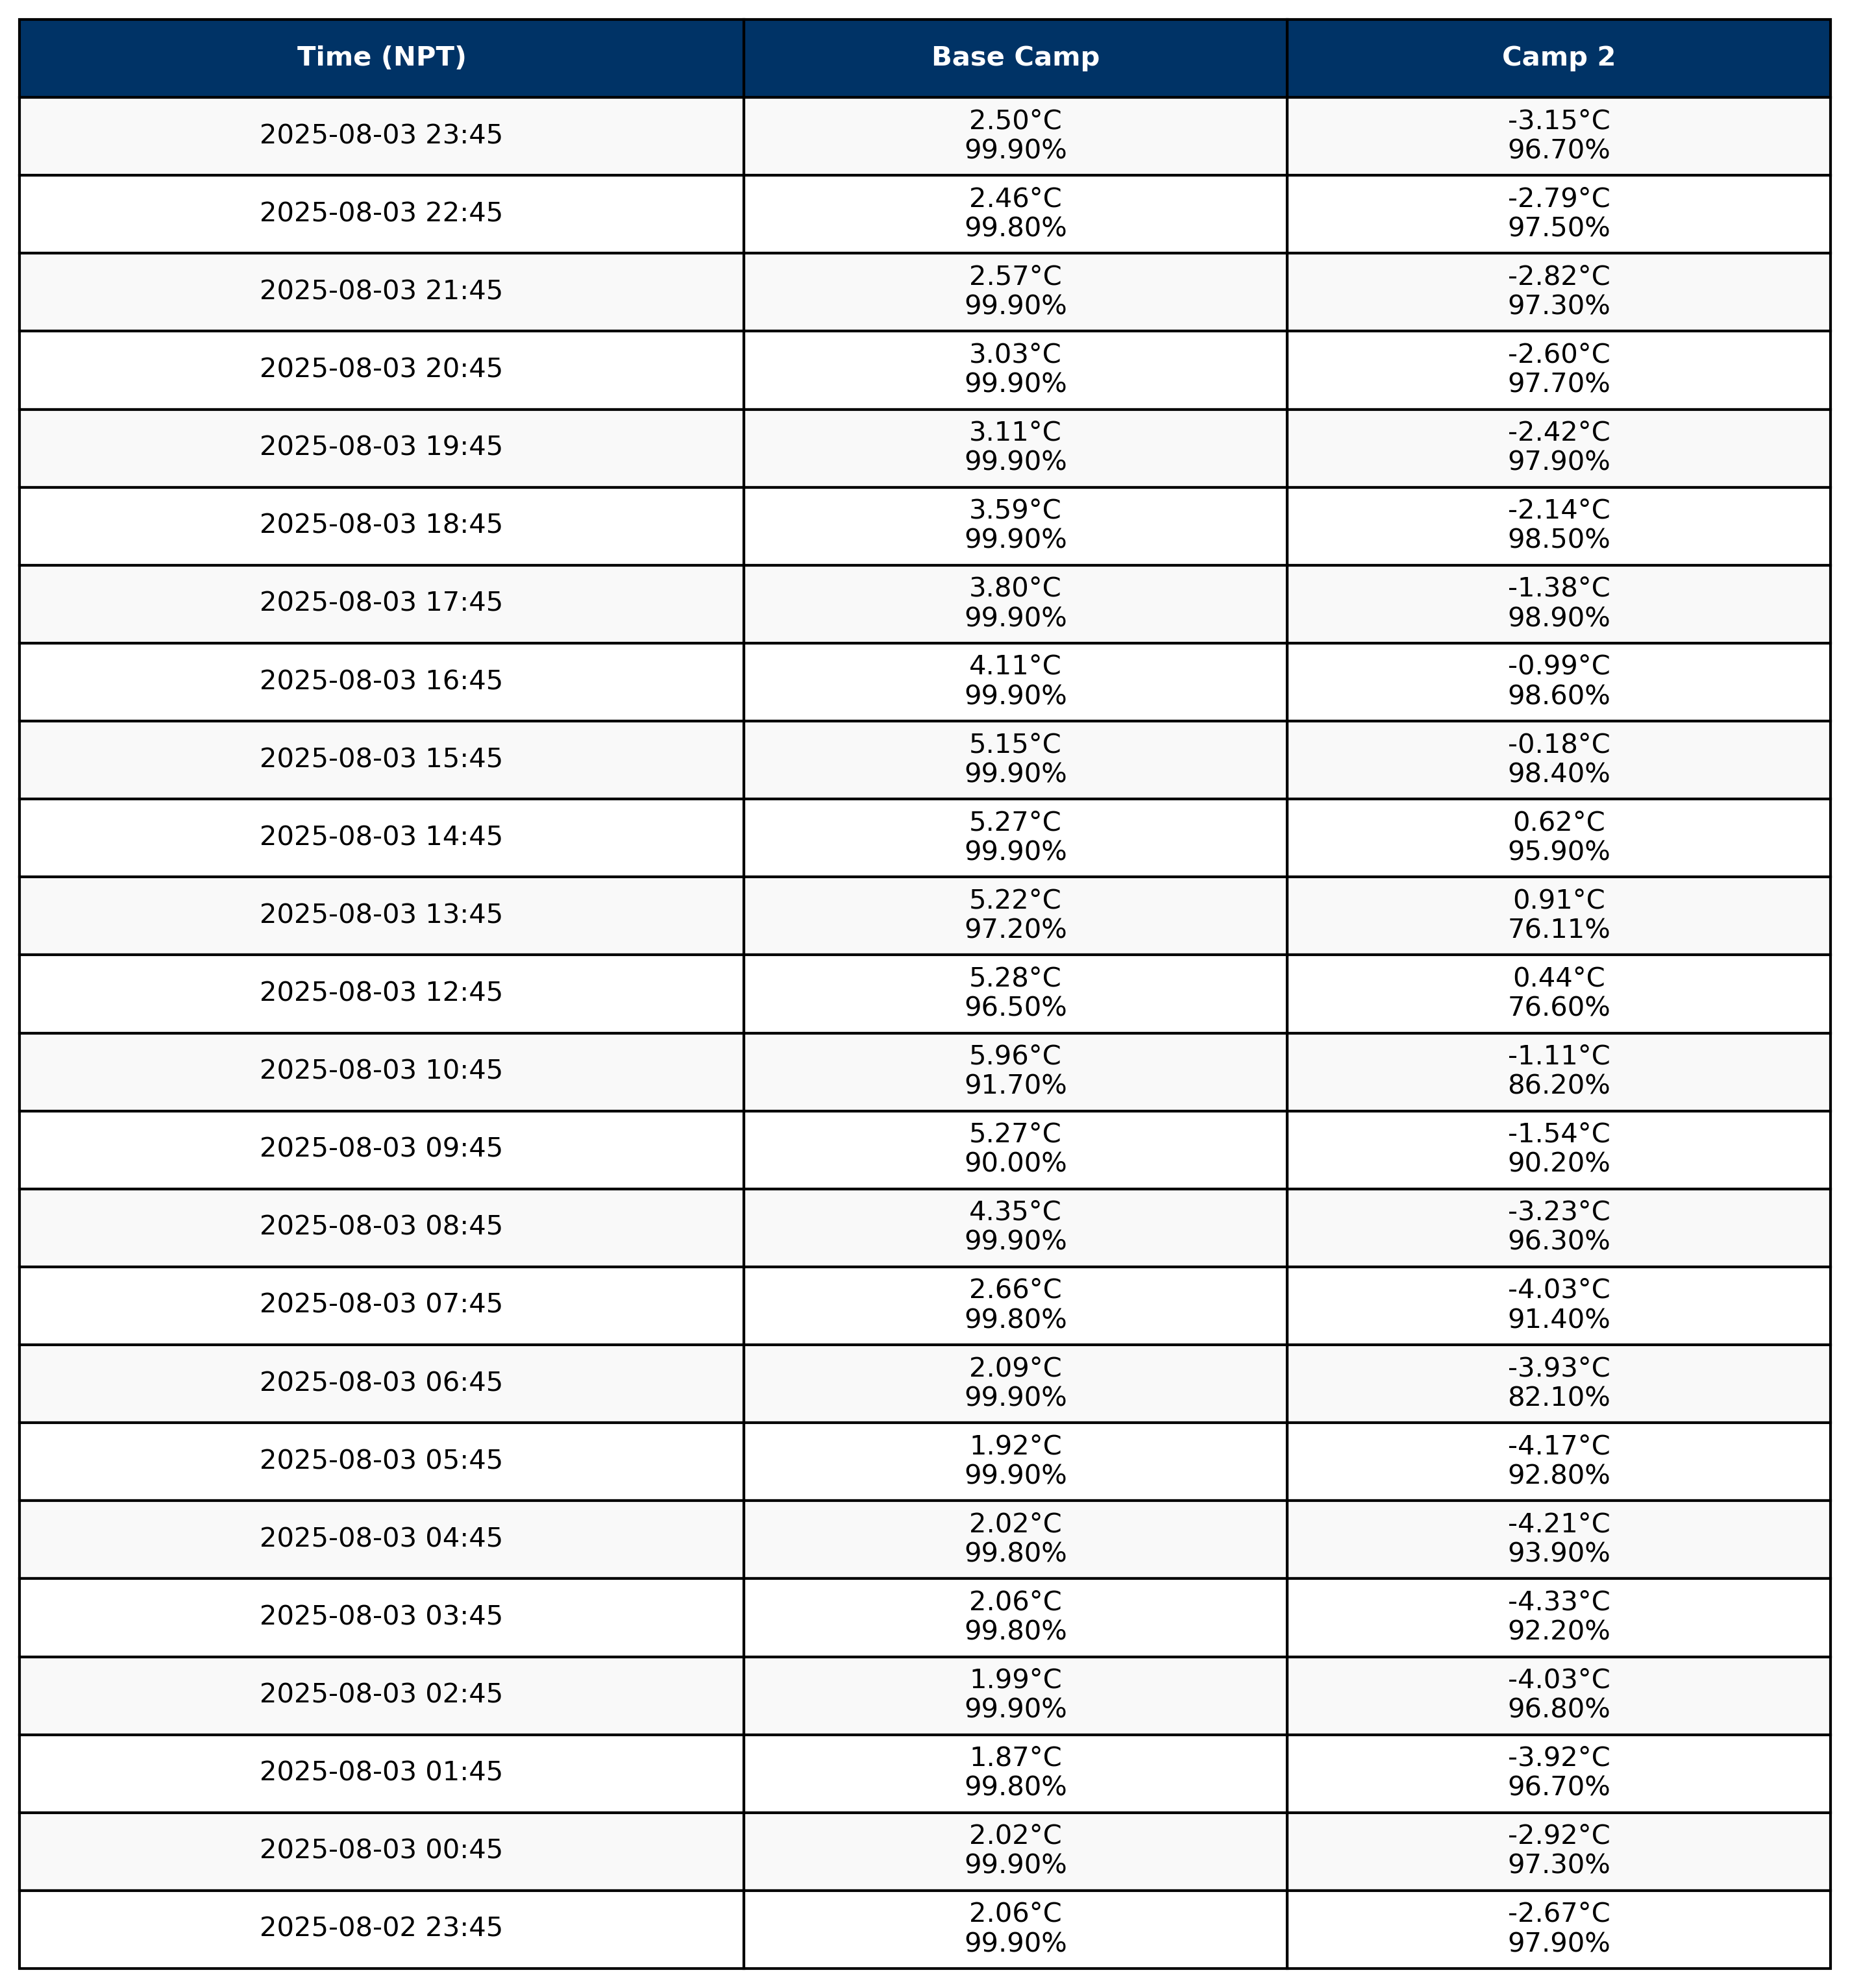 Time (NPT) Base Camp Camp 2
2025-08-03 23:45 2.50°C -3.15°C
99.90% 96.70%
2025-08-03 22:45 2.46°C -2.79°C
99.80% 97.50%
2025-08-03 21:45 2.57°C -2.82°C
99.90% 97.30%
2025-08-03 20:45 3.03°C -2.60°C
99.90% 97.70%
2025-08-03 19:45 3.11°C -2.42°C
99.90% 97.90%
2025-08-03 18:45 3.59°C -2.14°C
99.90% 98.50%
2025-08-03 17:45 3.80°C -1.38°C
99.90% 98.90%
2025-08-03 16:45 4.11°C -0.99°C
99.90% 98.60%
2025-08-03 15:45 5.15°C -0.18°C
99.90% 98.40%
2025-08-03 14:45 5.27°C 0.62°C
99.90% 95.90%
2025-08-03 13:45 5.22°C 0.91°C
97.20% 76.11%
2025-08-03 12:45 5.28°C 0.44°C
96.50% 76.60%
2025-08-03 10:45 5.96°C -1.11°C
91.70% 86.20%
2025-08-03 09:45 5.27°C -1.54°C
90.00% 90.20%
2025-08-03 08:45 4.35°C -3.23°C
99.90% 96.30%
2025-08-03 07:45 2.66°C -4.03°C
99.80% 91.40%
2025-08-03 06:45 2.09°C -3.93°C
99.90% 82.10%
2025-08-03 05:45 1.92°C -4.17°C
99.90% 92.80%
2025-08-03 04:45 2.02°C -4.21°C
99.80% 93.90%
2025-08-03 03:45 2.06°C -4.33°C
99.80% 92.20%
2025-08-03 02:45 1.99°C -4.03°C
99.90% 96.80%
2025-08-03 01:45 1.87°C -3.92°C
99.80% 96.70%
2025-08-03 00:45 2.02°C -2.92°C
99.90% 97.30%
2025-08-02 23:45 2.06°C -2.67°C
99.90% 97.90%